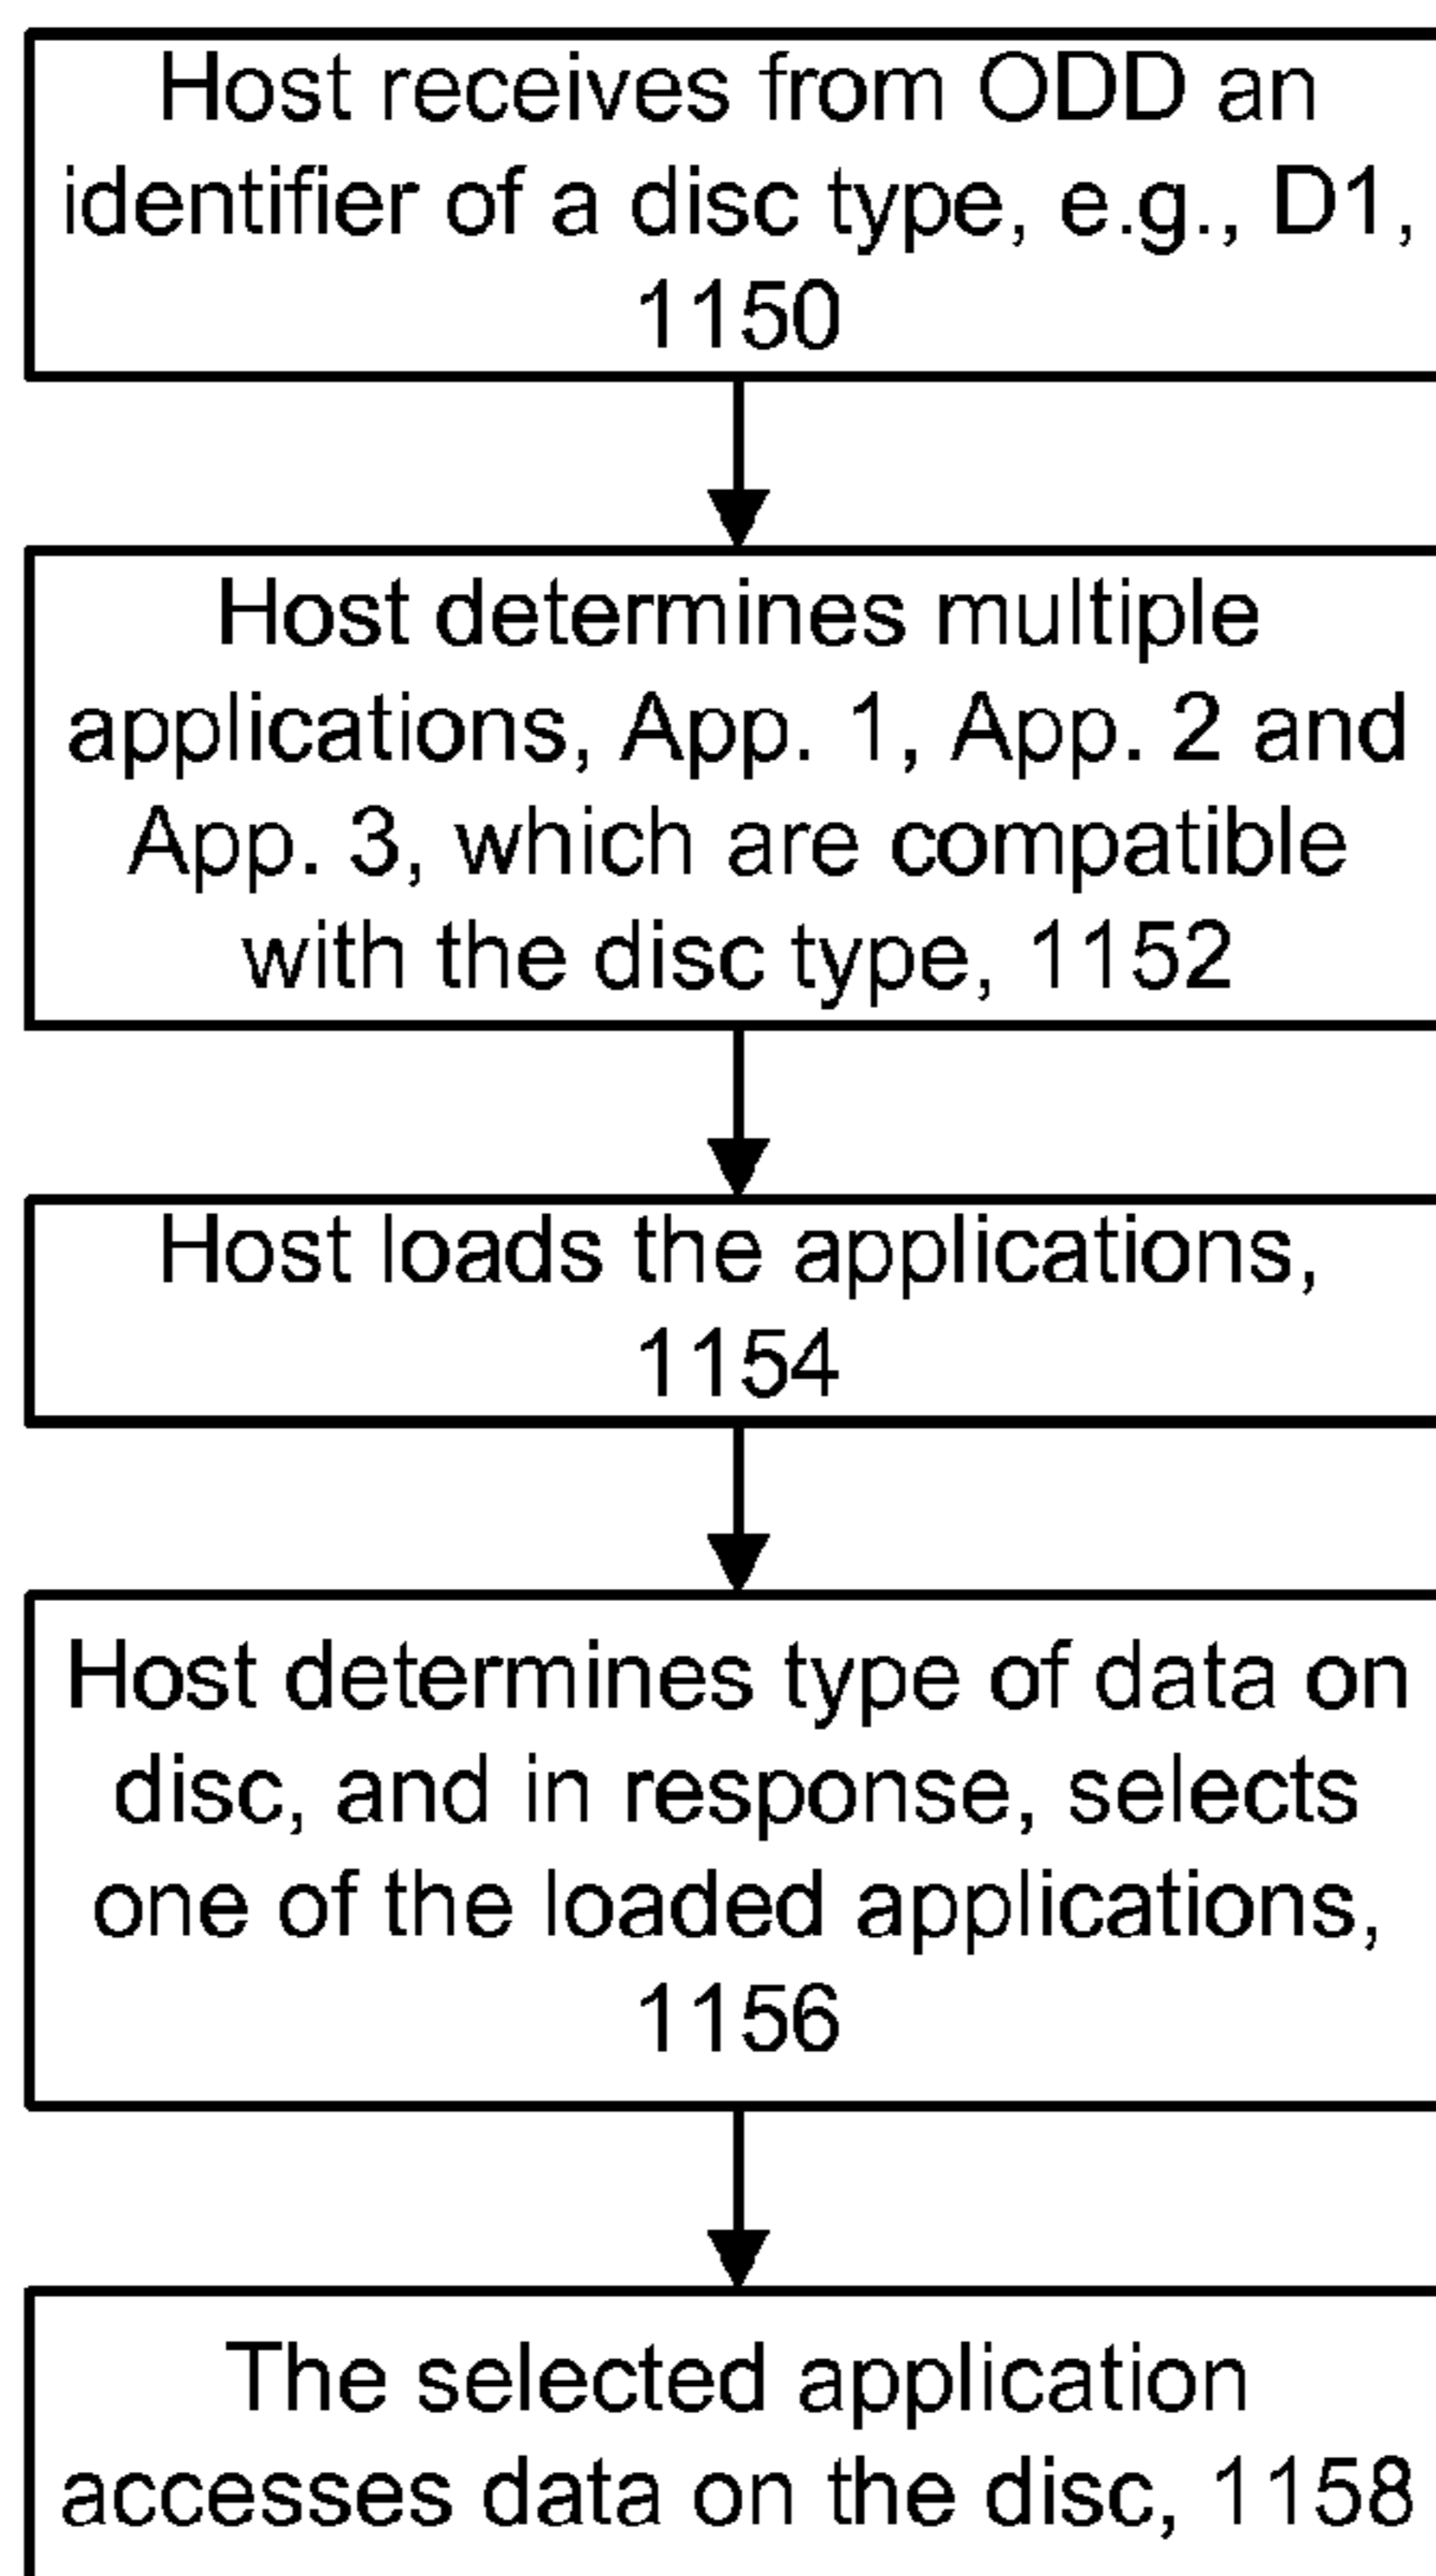 Host receives from ODD an
identifier of a disc type, e.g., D1,
1150
Host determines multiple
applications, App. 1, App. 2 and
App. 3, which are compatible
with the disc type, 1152
Host loads the applications,
1154
Host determines type of data on
disc, and in response, selects
one of the loaded applications,
1156
The selected application
accesses data on the disc, 1158